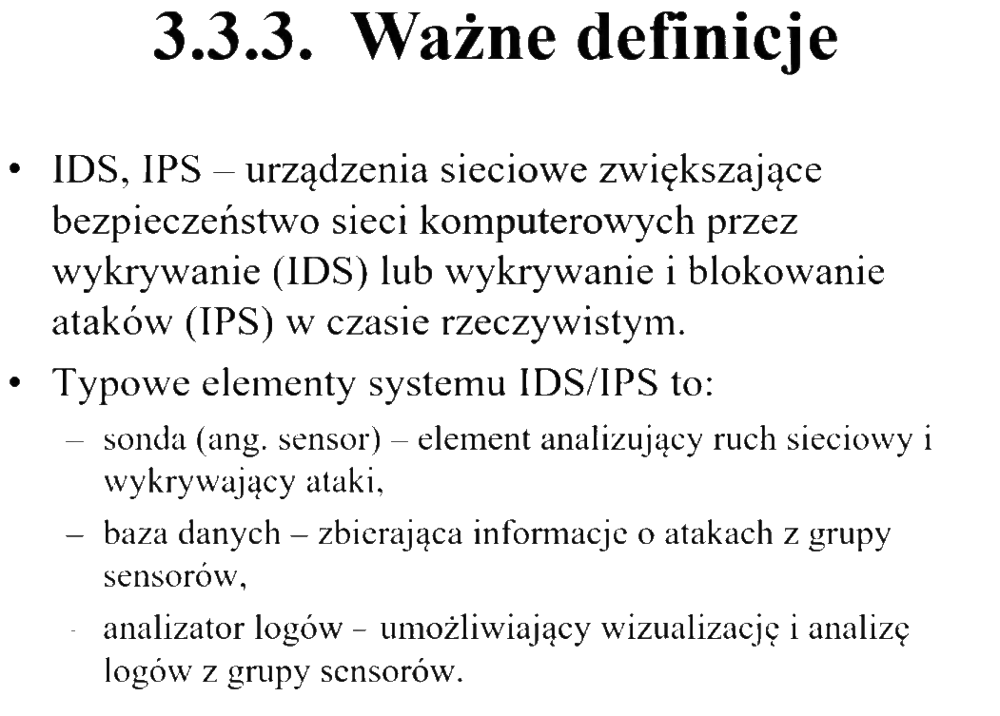 3.3.3. Ważne definicje
• IDS, IPS – urządzenia sieciowe zwiększające
bezpieczeństwo sieci komputerowych przez
wykrywanie (IDS) lub wykrywanie i blokowanie
ataków (IPS) w czasie rzeczywistym.
• Typowe elementy systemu IDS/IPS to:
– sonda (ang. sensor) – element analizujący ruch sieciowy i
wykrywający ataki,
– baza danych – zbierająca informacje o atakach z grupy
sensorów,
- analizator logów – umożliwiający wizualizację i analizę
logów z grupy sensorów.